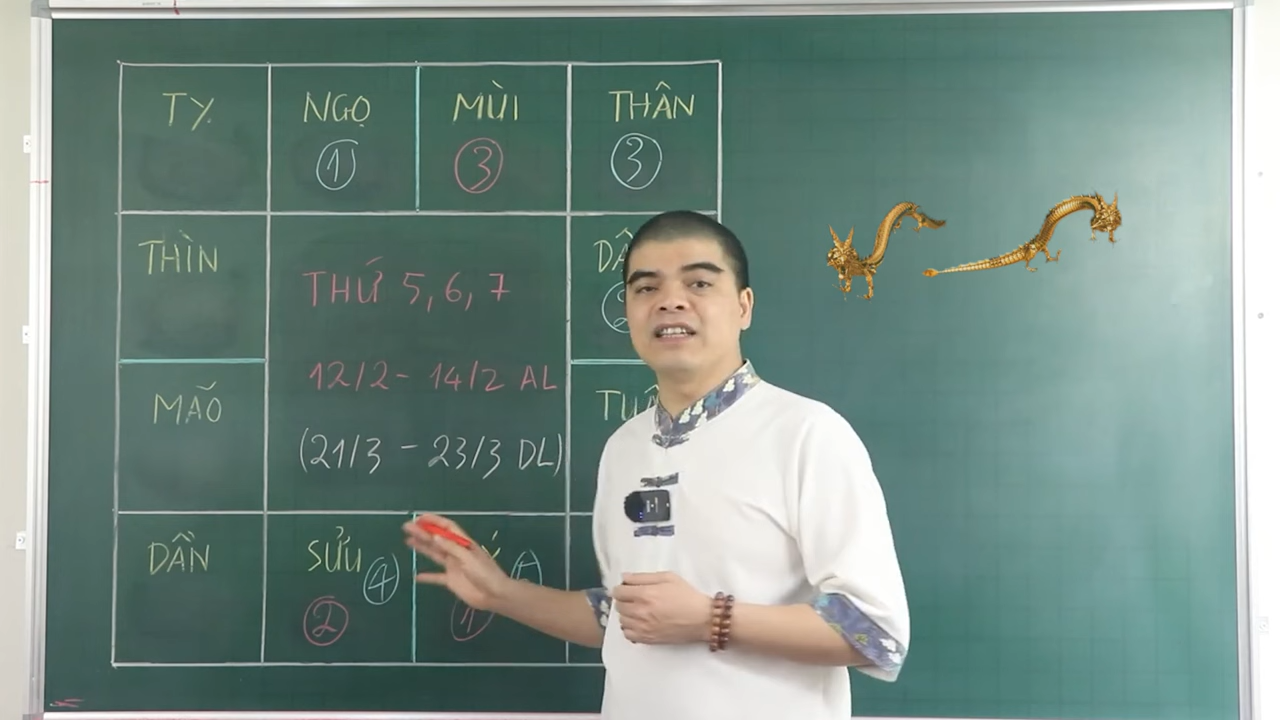 TỴ NGỌ MÙI THÂN
1 3 3
THÌN
THỨ 5, 6, 7
MÃO
12/2 - 14/2 AL
(21/3 - 23/3 DL)
DẦN SỬU
4
2 1